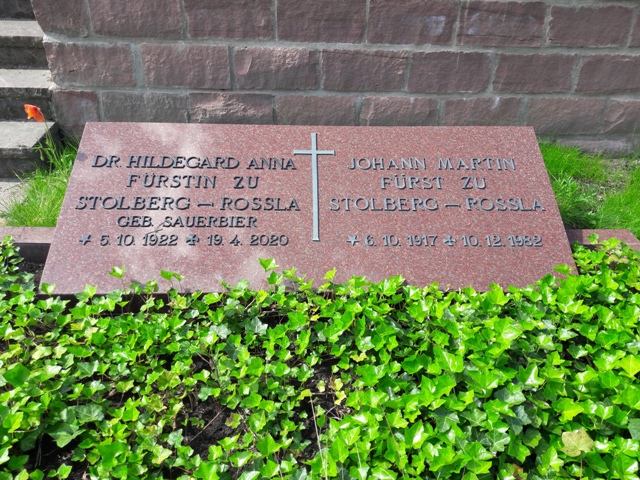 DR. HILDEGARD ANNA
FÜRSTIN ZU
STOLBERG – ROSSLA
GEB. SAUERBIER
* 5.10.1922 ✠ 19.4.2020
JOHANN MARTIN
FÜRST ZU
STOLBERG – ROSSLA
* 6.10.1917 ✠ 10.12.1982